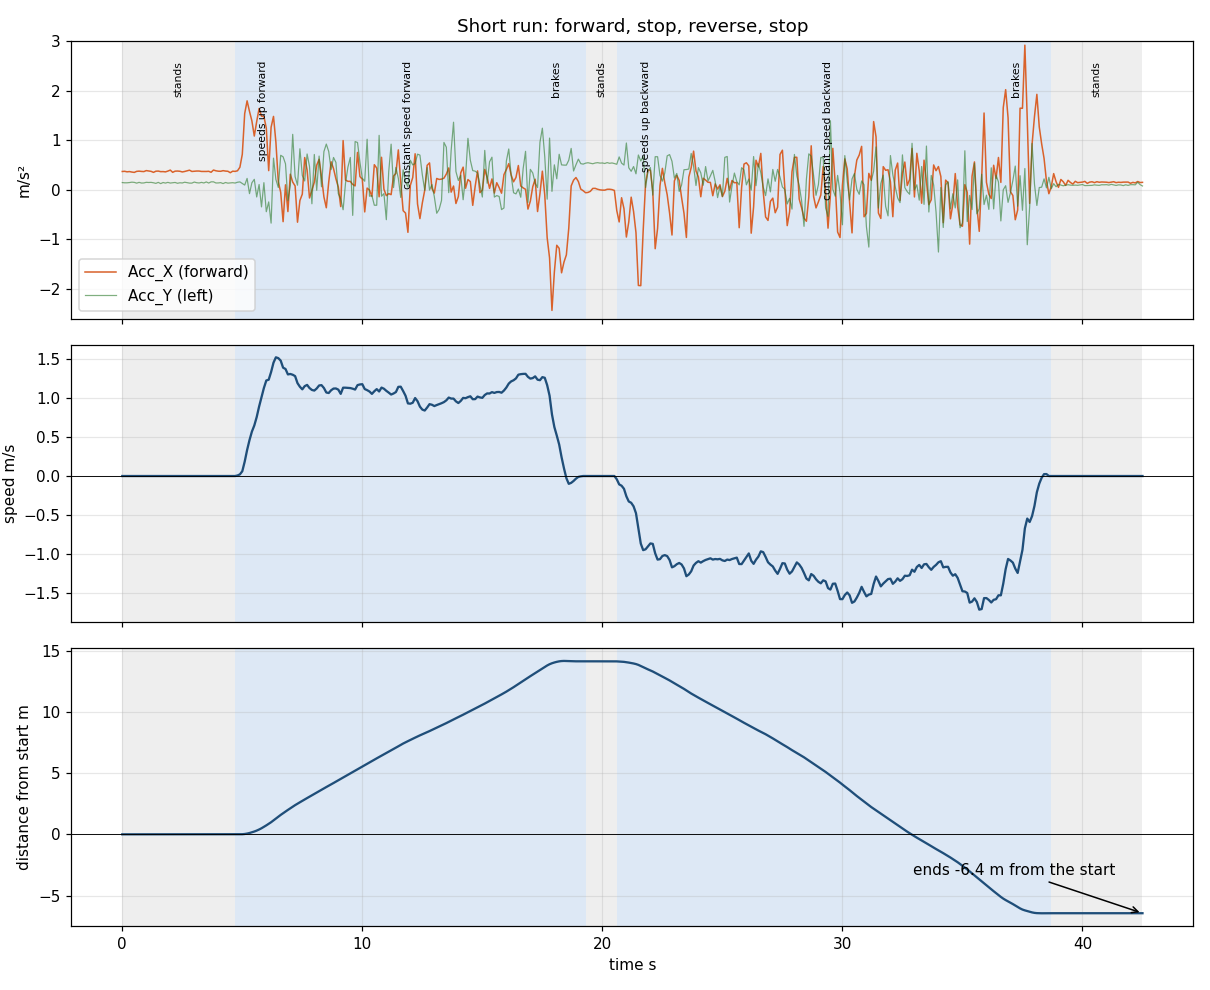 Short run: forward, stop, reverse, stop
3
2
1
0
−1
−2
m/s²
stands
speeds up forward
constant speed forward
brakes
stands
speeds up backward
constant speed backward
brakes
stands
Acc_X (forward)
Acc_Y (left)
1.5
1.0
0.5
0.0
−0.5
−1.0
−1.5
speed m/s
15
10
5
0
−5
distance from start m
ends -6.4 m from the start
0
10
20
30
40
time s